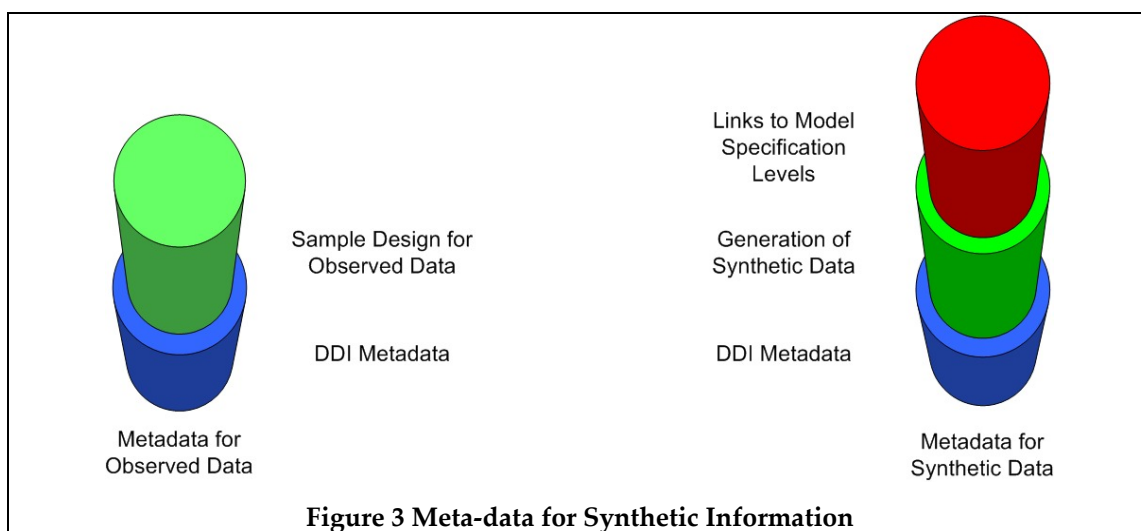 Sample Design for
Observed Data
DDI Metadata
Metadata for
Observed Data
Links to Model
Specification
Levels
Generation of
Synthetic Data
DDI Metadata
Metadata for
Synthetic Data
Figure 3 Meta-data for Synthetic Information